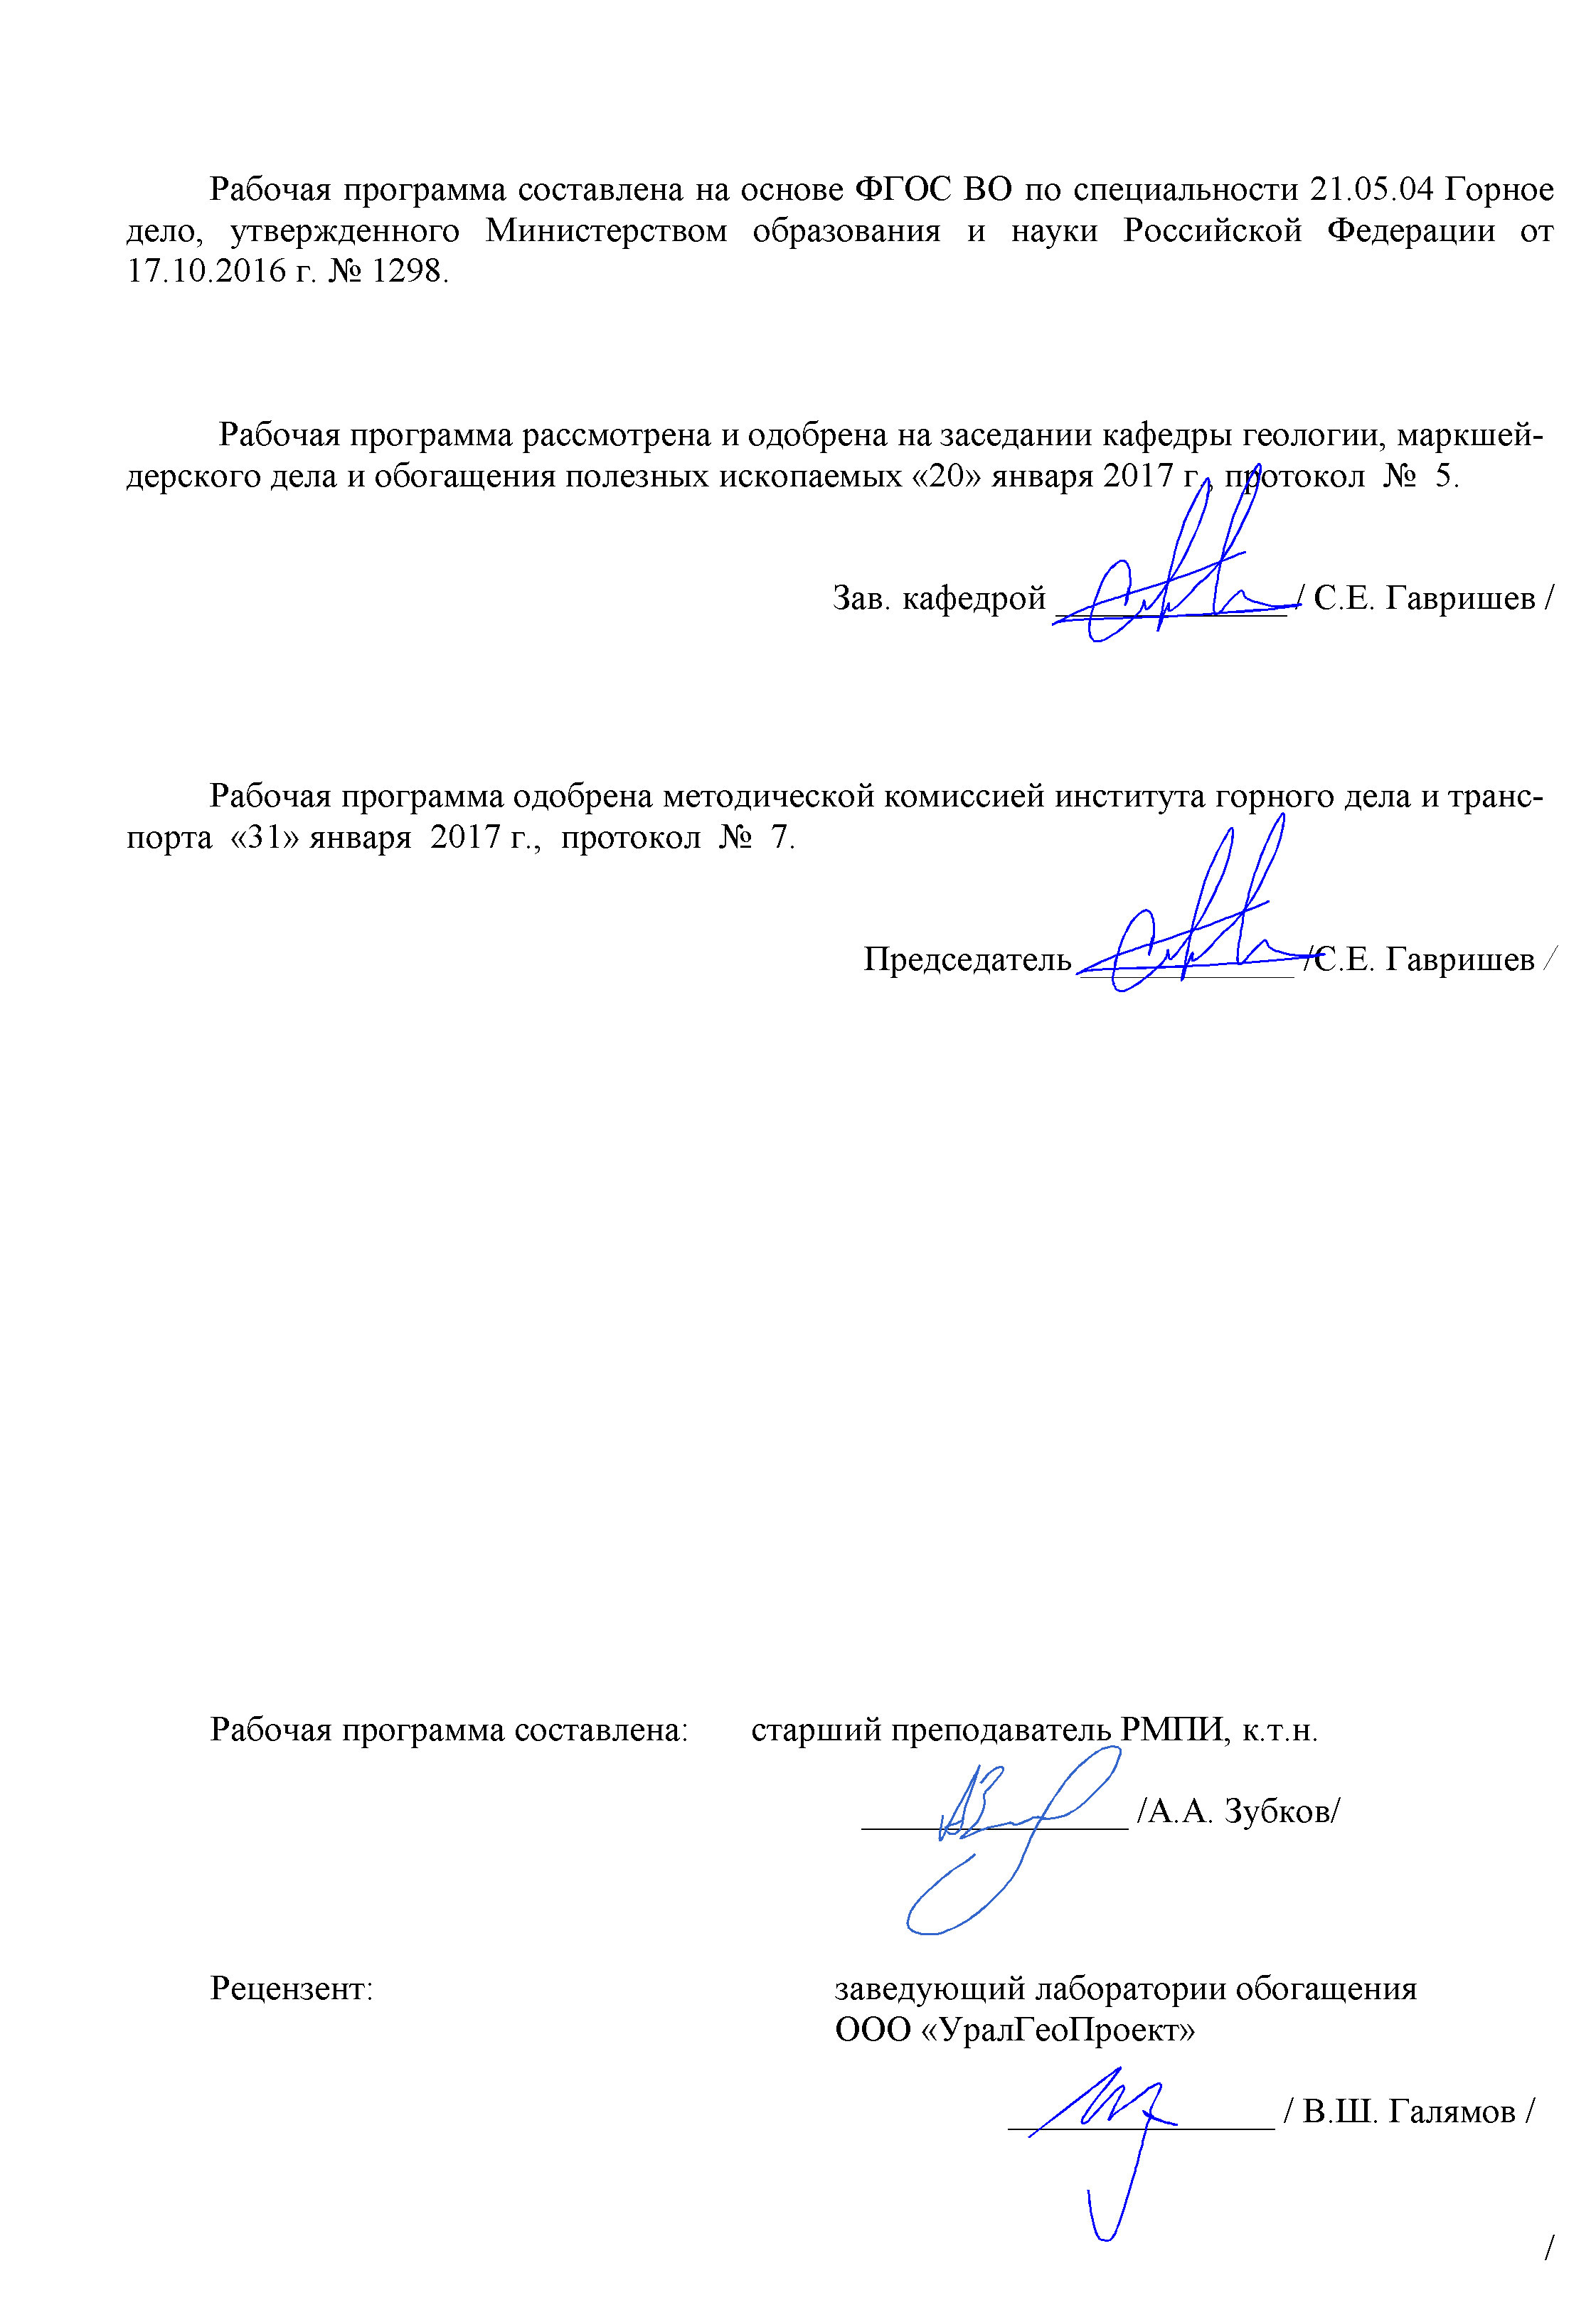 Рабочая программа составлена на основе ФГОС ВО по специальности 21.05.04 Горное
дело, утвержденного Министерством образования и науки Российской Федерации от
17.10.2016 г. № 1298.
Рабочая программа рассмотрена и одобрена на заседании кафедры геологии, маркшей-
дерского дела и обогащения полезных ископаемых «20» января 2017 г., протокол № 5.
Зав. кафедрой _____________ / С.Е. Гавришев /
Рабочая программа одобрена методической комиссией института горного дела и транс-
порта «31» января 2017 г., протокол № 7.
Председатель ____________ /С.Е. Гавришев /
Рабочая программа составлена: старший преподаватель РМПИ, к.т.н.
_______________ /А.А. Зубков/
Рецензент: заведующий лаборатории обогащения
ООО «УралГеоПроект»
_______________ / В.Ш. Галямов /
/